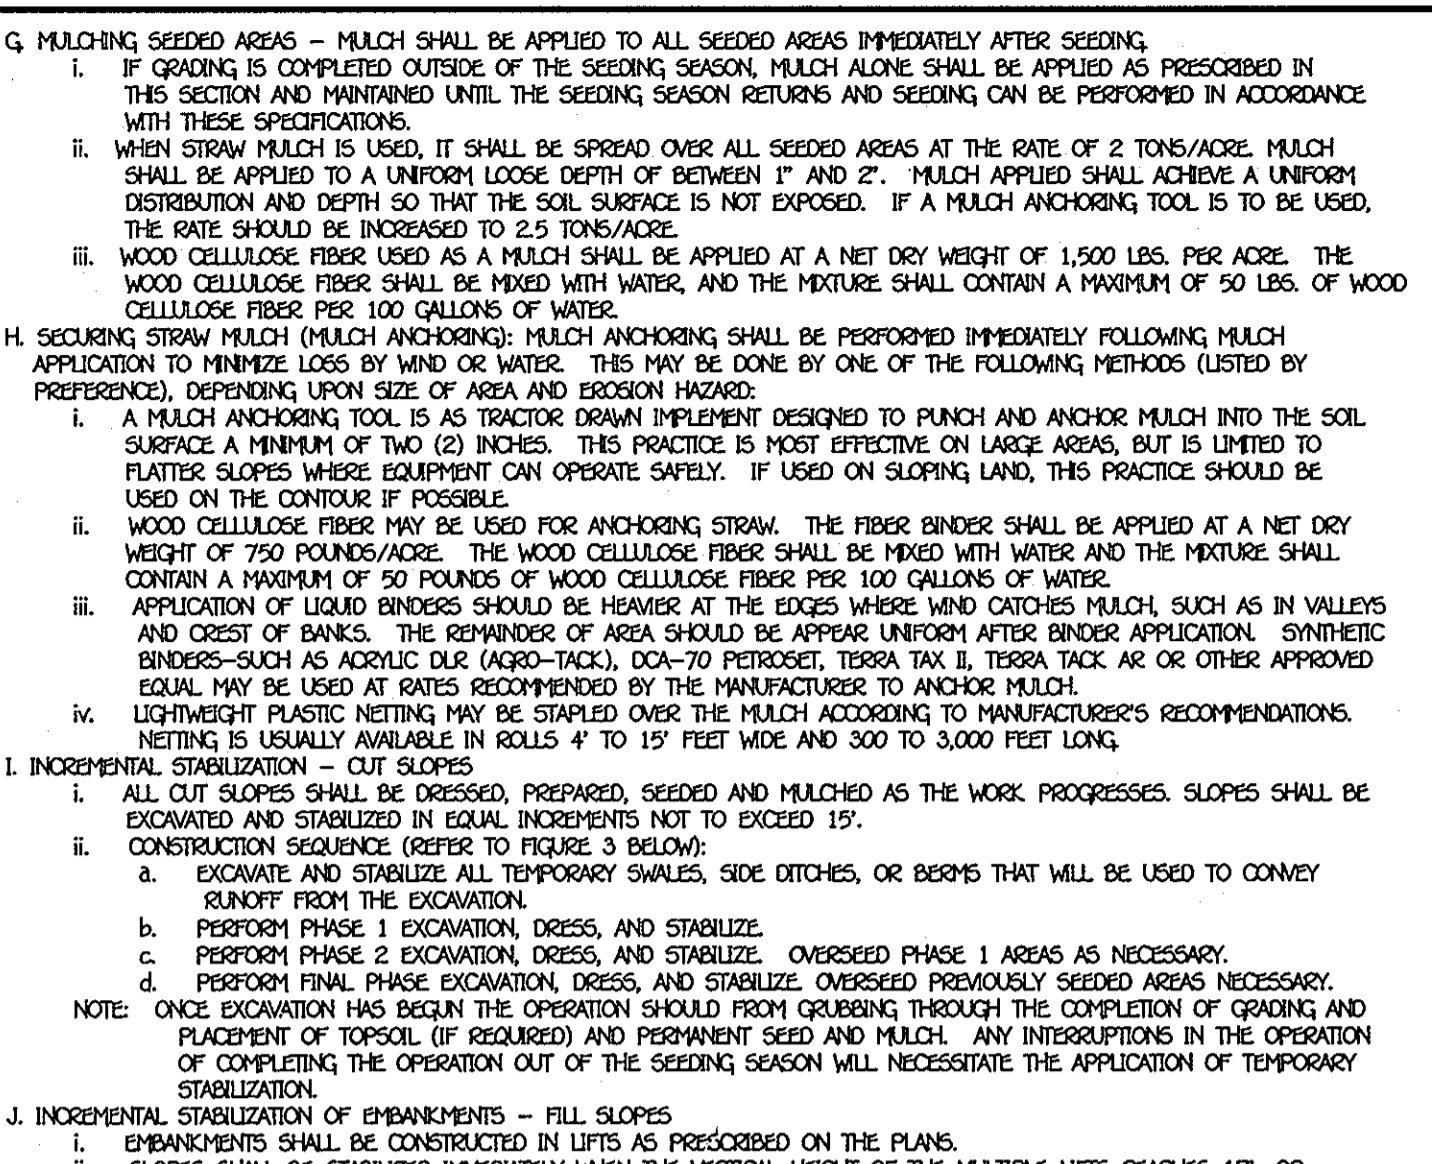 G. MULCHING SEEDED AREAS – MULCH SHALL BE APPLIED TO ALL SEEDED AREAS IMMEDIATELY AFTER SEEDING.
i. IF GRADING IS COMPLETED OUTSIDE OF THE SEEDING SEASON, MULCH ALONE SHALL BE APPLIED AS PRESCRIBED IN
THIS SECTION AND MAINTAINED UNTIL THE SEEDING SEASON RETURNS AND SEEDING CAN BE PERFORMED IN ACCORDANCE
WITH THESE SPECIFICATIONS.
ii. WHEN STRAW MULCH IS USED, IT SHALL BE SPREAD OVER ALL SEEDED AREAS AT THE RATE OF 2 TONS/ACRE. MULCH
SHALL BE APPLIED TO A UNIFORM LOOSE DEPTH OF BETWEEN 1" AND 2". MULCH APPLIED SHALL ACHIEVE A UNIFORM
DISTRIBUTION AND DEPTH SO THAT THE SOIL SURFACE IS NOT EXPOSED. IF A MULCH ANCHORING TOOL IS TO BE USED,
THE RATE SHOULD BE INCREASED TO 2.5 TONS/ACRE.
iii. WOOD CELLULOSE FIBER USED AS A MULCH SHALL BE APPLIED AT A NET DRY WEIGHT OF 1,500 LBS. PER ACRE. THE
WOOD CELLULOSE FIBER SHALL BE MIXED WITH WATER, AND THE MIXTURE SHALL CONTAIN A MAXIMUM OF 50 LBS. OF WOOD
CELLULOSE FIBER PER 100 GALLONS OF WATER.
H. SECURING STRAW MULCH (MULCH ANCHORING): MULCH ANCHORING SHALL BE PERFORMED IMMEDIATELY FOLLOWING MULCH
APPLICATION TO MINIMIZE LOSS BY WIND OR WATER. THIS MAY BE DONE BY ONE OF THE FOLLOWING METHODS (LISTED BY
PREFERENCE), DEPENDING UPON SIZE OF AREA AND EROSION HAZARD:
i. A MULCH ANCHORING TOOL IS AS TRACTOR DRAWN IMPLEMENT DESIGNED TO PUNCH AND ANCHOR MULCH INTO THE SOIL
SURFACE A MINIMUM OF TWO (2) INCHES. THIS PRACTICE IS MOST EFFECTIVE ON LARGE AREAS, BUT IS LIMITED TO
FLATTER SLOPES WHERE EQUIPMENT CAN OPERATE SAFELY. IF USED ON SLOPING LAND, THIS PRACTICE SHOULD BE
USED ON THE CONTOUR IF POSSIBLE.
ii. WOOD CELLULOSE FIBER MAY BE USED FOR ANCHORING STRAW. THE FIBER BINDER SHALL BE APPLIED AT A NET DRY
WEIGHT OF 750 POUNDS/ACRE. THE WOOD CELLULOSE FIBER SHALL BE MIXED WITH WATER AND THE MIXTURE SHALL
CONTAIN A MAXIMUM OF 50 POUNDS OF WOOD CELLULOSE FIBER PER 100 GALLONS OF WATER.
iii. APPLICATION OF LIQUID BINDERS SHOULD BE HEAVIER AT THE EDGES WHERE WIND CATCHES MULCH, SUCH AS IN VALLEYS
AND CREST OF BANKS. THE REMAINDER OF AREA SHOULD BE APPEAR UNIFORM AFTER BINDER APPLICATION. SYNTHETIC
BINDERS–SUCH AS ACRYLIC DLR (AGRO-TACK), DCA-70 PETROSET, TERRA TAX II, TERRA TACK AR OR OTHER APPROVED
EQUAL MAY BE USED AT RATES RECOMMENDED BY THE MANUFACTURER TO ANCHOR MULCH.
iv. LIGHTWEIGHT PLASTIC NETTING MAY BE STAPLED OVER THE MULCH ACCORDING TO MANUFACTURER'S RECOMMENDATIONS.
NETTING IS USUALLY AVAILABLE IN ROLLS 4' TO 15' FEET WIDE AND 300 TO 3,000 FEET LONG.
I. INCREMENTAL STABILIZATION – CUT SLOPES
i. ALL CUT SLOPES SHALL BE DRESSED, PREPARED, SEEDED AND MULCHED AS THE WORK PROGRESSES. SLOPES SHALL BE
EXCAVATED AND STABILIZED IN EQUAL INCREMENTS NOT TO EXCEED 15'.
ii. CONSTRUCTION SEQUENCE (REFER TO FIGURE 3 BELOW):
a. EXCAVATE AND STABILIZE ALL TEMPORARY SWALES, SIDE DITCHES, OR BERMS THAT WILL BE USED TO CONVEY
RUNOFF FROM THE EXCAVATION.
b. PERFORM PHASE 1 EXCAVATION, DRESS, AND STABILIZE.
c. PERFORM PHASE 2 EXCAVATION, DRESS, AND STABILIZE. OVERSEED PHASE 1 AREAS AS NECESSARY.
d. PERFORM FINAL PHASE EXCAVATION, DRESS, AND STABILIZE. OVERSEED PREVIOUSLY SEEDED AREAS NECESSARY.
NOTE: ONCE EXCAVATION HAS BEGUN THE OPERATION SHOULD FROM GRUBBING THROUGH THE COMPLETION OF GRADING AND
PLACEMENT OF TOPSOIL (IF REQUIRED) AND PERMANENT SEED AND MULCH. ANY INTERRUPTIONS IN THE OPERATION
OF COMPLETING THE OPERATION OUT OF THE SEEDING SEASON WILL NECESSITATE THE APPLICATION OF TEMPORARY
STABILIZATION.
J. INCREMENTAL STABILIZATION OF EMBANKMENTS – FILL SLOPES
i. EMBANKMENTS SHALL BE CONSTRUCTED IN LIFTS AS PRESCRIBED ON THE PLANS.